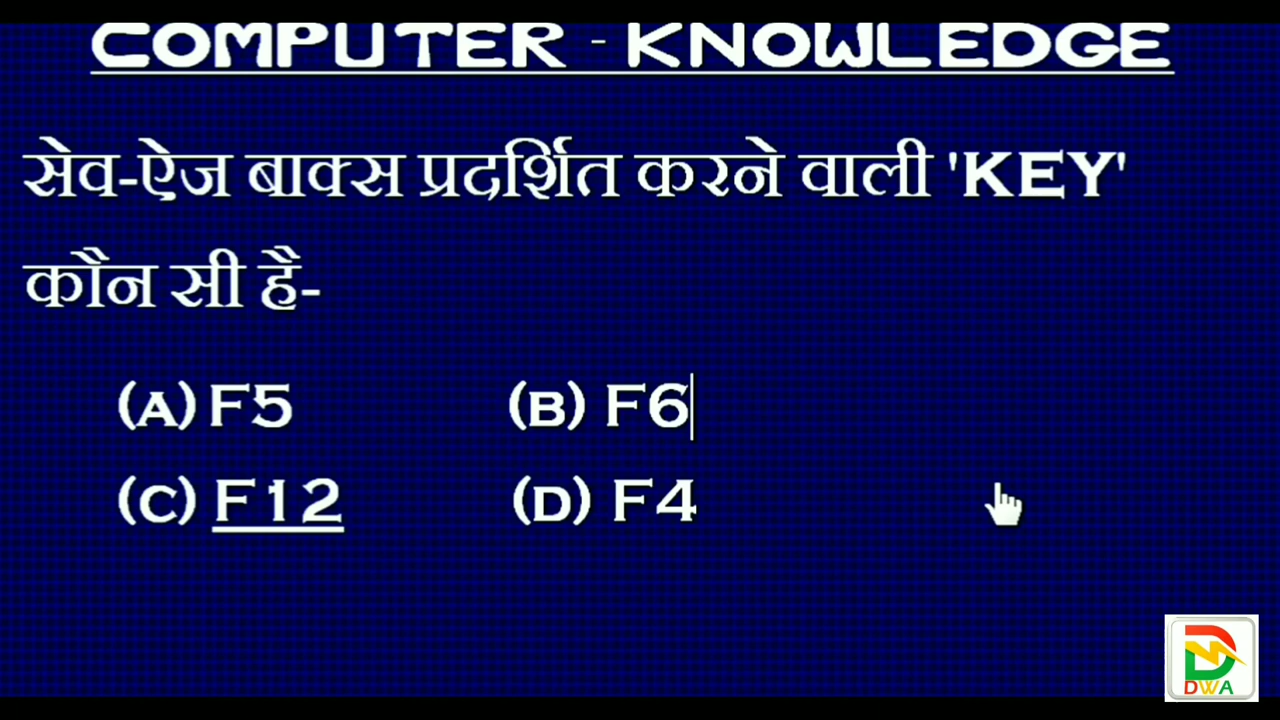 COMPUTER - KNOWLEDGE
सेव-ऐज बाक्स प्रदर्शित करने वाली 'KEY'
कौन सी है-
(A) F5 (B) F6
(C) F12 (D) F4
DWA